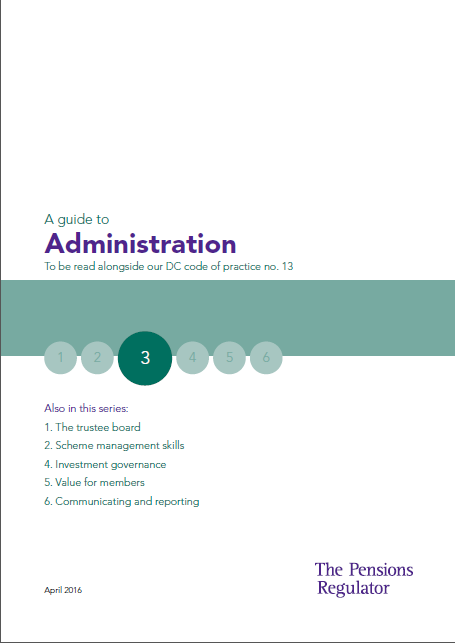 A guide to
Administration
To be read alongside our DC code of practice no. 13
1 2 3 4 5 6
Also in this series:
1. The trustee board
2. Scheme management skills
4. Investment governance
5. Value for members
6. Communicating and reporting
The Pensions
Regulator
April 2016